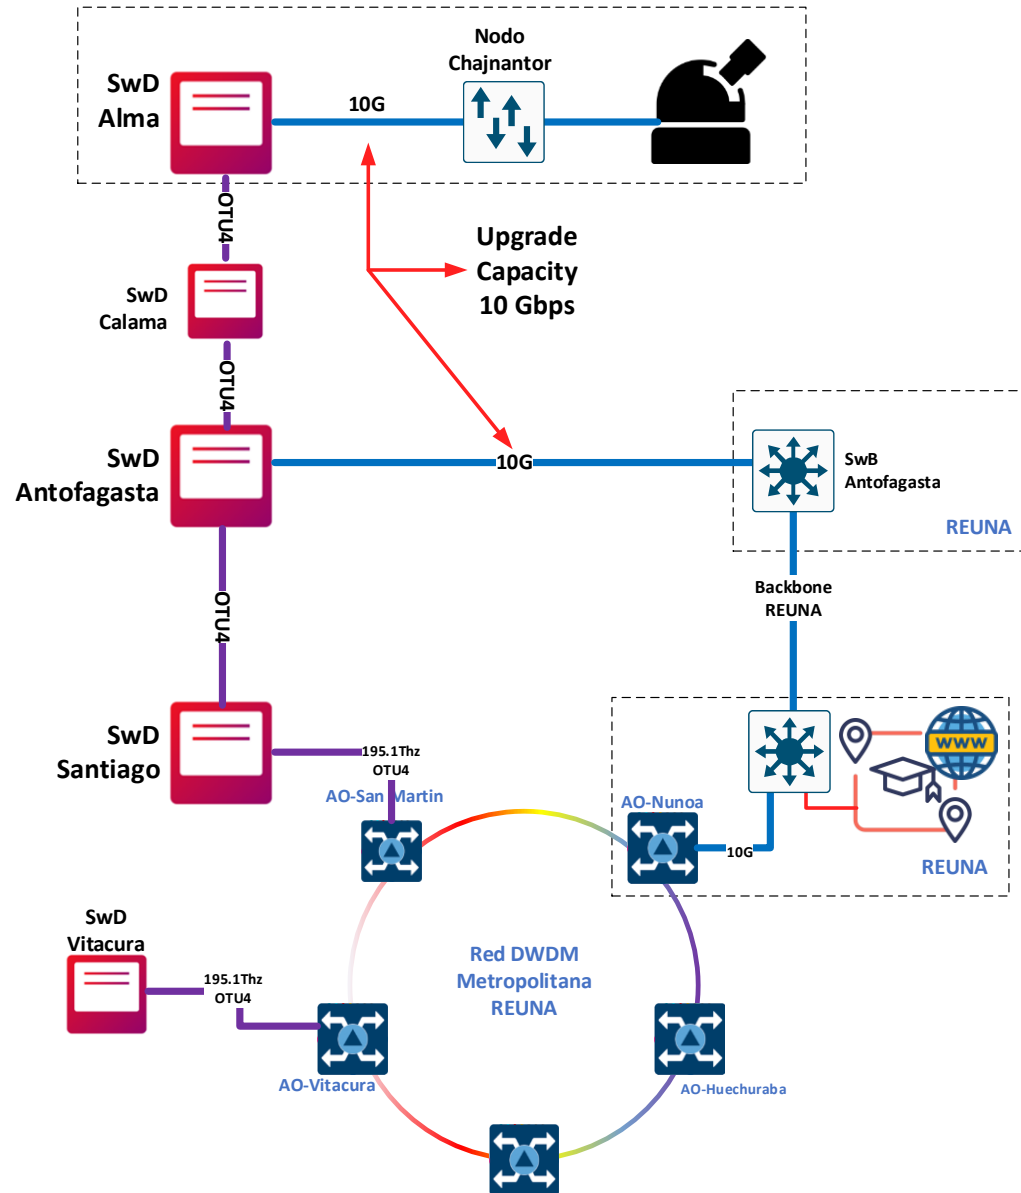 Nodo
Chajnantor
SwD
Alma
10G
OTU4
Upgrade
Capacity
10 Gbps
SwD
Calama
OTU4
SwD
Antofagasta
10G
SwB
Antofagasta
REUNA
Backbone
REUNA
OTU4
SwD
Santiago
195.1Thz
OTU4
AO-San Martin
AO-Nunoa
WWW
10G
REUNA
SwD
Vitacura
195.1Thz
OTU4
Red DWDM
Metropolitana
REUNA
AO-Vitacura
AO-Huechuraba